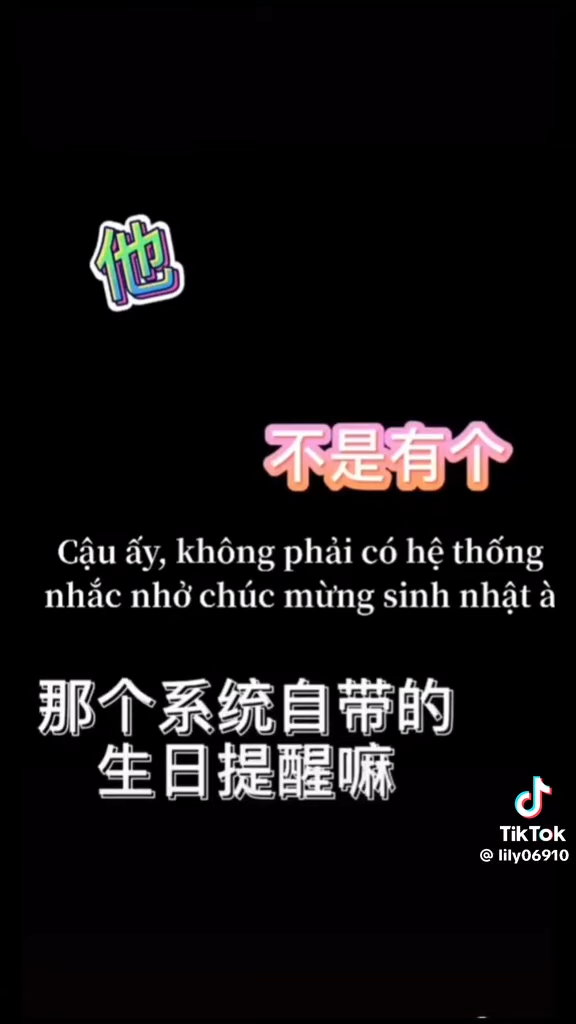 他
不是有个
Cậu ấy, không phải có hệ thống
nhắc nhở chúc mừng sinh nhật à
那个系统自带的
生日提醒嘛
TikTok
@ lily06910